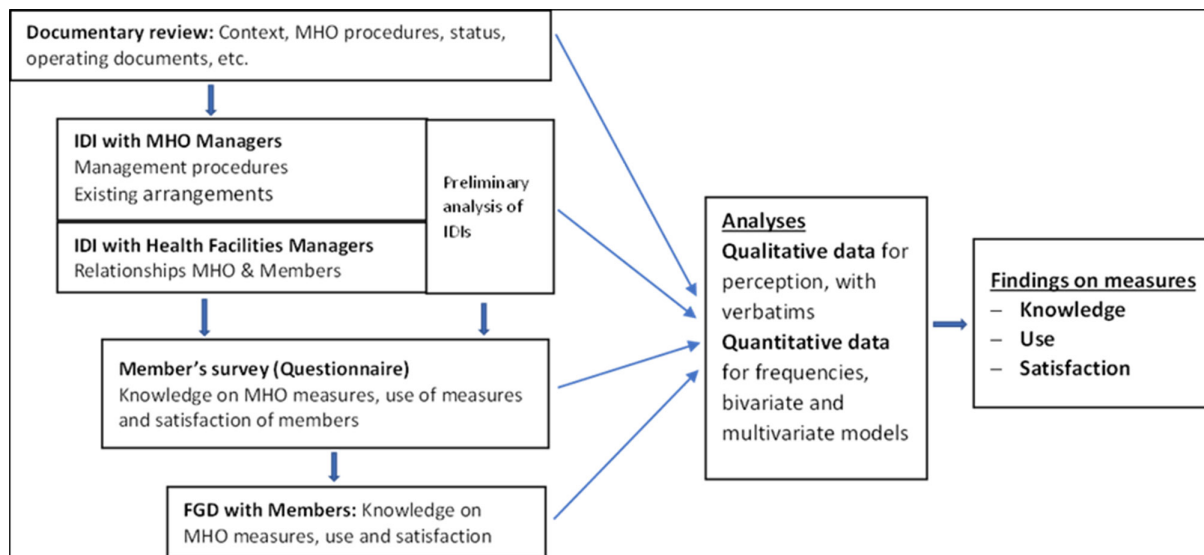 Documentary review: Context, MHO procedures, status,
operating documents, etc.
IDI with MHO Managers
Management procedures
Existing arrangements
IDI with Health Facilities Managers
Relationships MHO & Members
Preliminary
analysis of
IDIs
Member's survey (Questionnaire)
Knowledge on MHO measures, use of measures
and satisfaction of members
FGD with Members: Knowledge on
MHO measures, use and satisfaction
Analyses
Qualitative data for
perception, with
verbatims
Quantitative data
for frequencies,
bivariate and
multivariate models
Findings on measures
– Knowledge
– Use
– Satisfaction